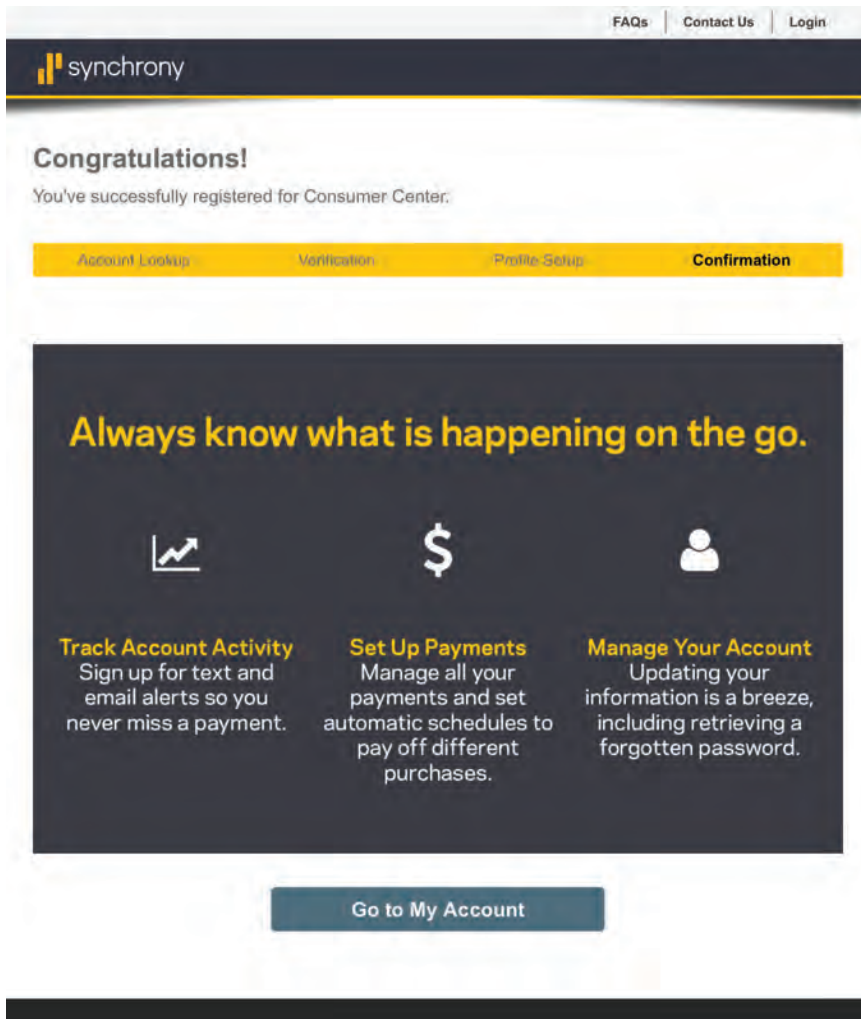 FAQs Contact Us Login
synchrony
Congratulations!
You've successfully registered for Consumer Center.
Account Lookup Verification Profile Setup Confirmation
Always know what is happening on the go.
$
Track Account Activity
Sign up for text and
email alerts so you
never miss a payment.
Set Up Payments
Manage all your
payments and set
automatic schedules to
pay off different
purchases.
Manage Your Account
Updating your
information is a breeze,
including retrieving a
forgotten password.
Go to My Account